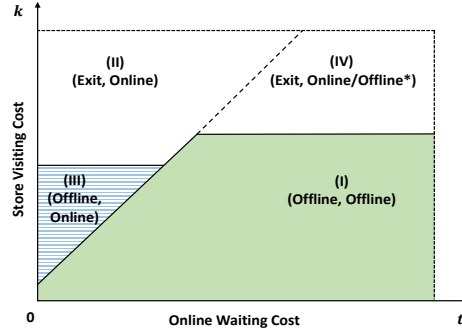 k
(II)
(Exit, Online)
(IV)
(Exit, Online/Offline*)
Store Visiting Cost
(III)
(Offline,
Online)
(I)
(Offline, Offline)
0
Online Waiting Cost
t